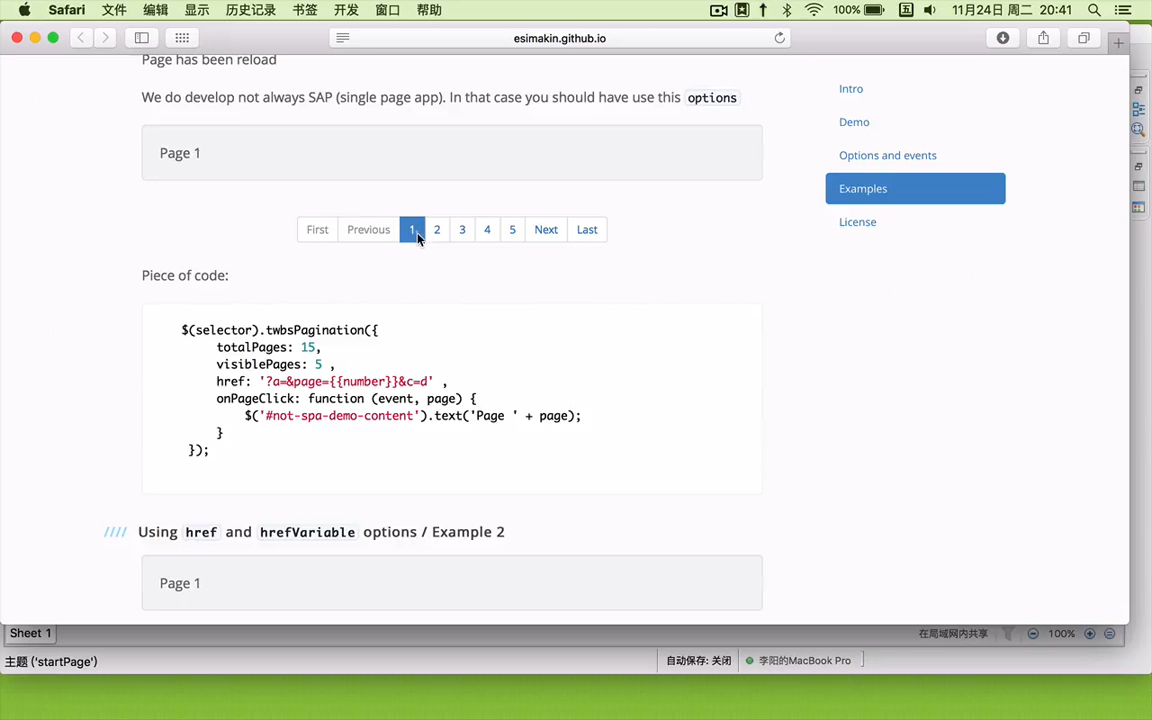 Safari 文件 编辑 显示 历史记录 书签 开发 窗口 帮助 100% 五 11月24日 周二 20:41
esimakin.github.io
Page has been reload
We do develop not always SAP (single page app). In that case you should have use this options
Page 1
First Previous 1 2 3 4 5 Next Last
Piece of code:
$(selector).twbsPagination({
totalPages: 15,
visiblePages: 5 ,
href: '?a=&page={{number}}&c=d' ,
onPageClick: function (event, page) {
$('#not-spa-demo-content').text('Page ' + page);
}
});
//// Using href and hrefVariable options / Example 2
Page 1
Intro
Demo
Options and events
Examples
License
Sheet 1
在局域网内共享 100%
主题 ('startPage')
自动保存: 关闭
李阳的MacBook Pro